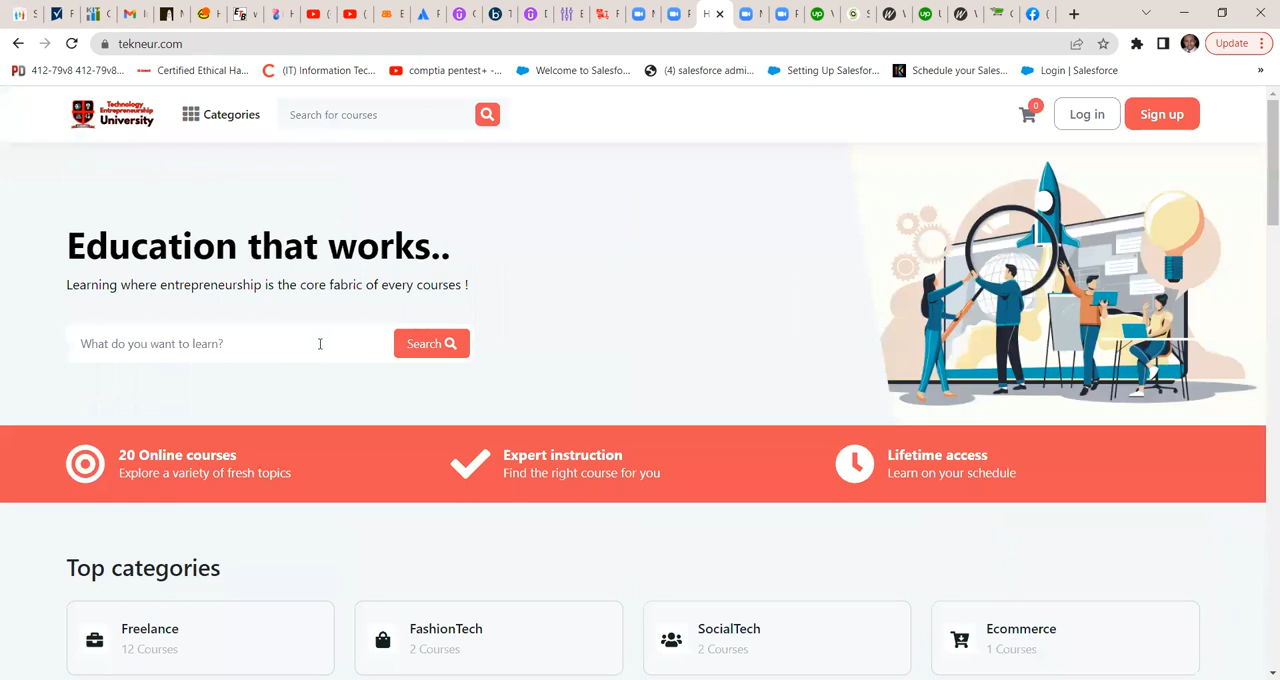 tekneur.com
Update
412-79v8 412-79v8...
Certified Ethical Ha...
(IT) Information Tec...
comptia pentest+ -...
Welcome to Salesfo...
(4) salesforce admi...
Setting Up Salesfor...
Schedule your Sales...
Login | Salesforce
»
Technology
Entrepreneurship
University
Categories
Search for courses
0
Log in
Sign up
Education that works..
Learning where entrepreneurship is the core fabric of every courses !
What do you want to learn?
Search
20 Online courses
Explore a variety of fresh topics
Expert instruction
Find the right course for you
Lifetime access
Learn on your schedule
Top categories
Freelance
12 Courses
FashionTech
2 Courses
SocialTech
2 Courses
Ecommerce
1 Courses